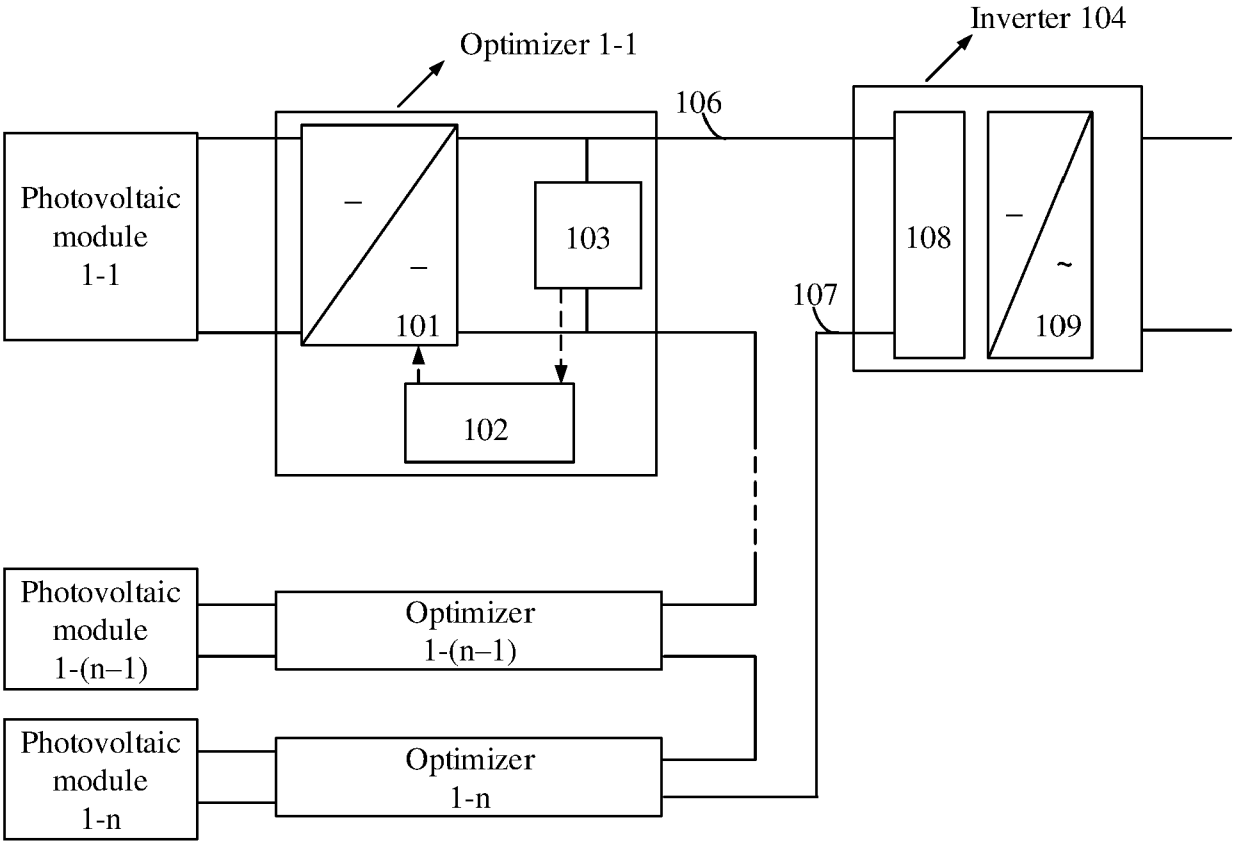 Optimizer 1-1
Inverter 104
106
Photovoltaic
module
1-1
–
–
101
103
102
107
108
–
~
109
Photovoltaic
module
1-(n–1)
Optimizer
1-(n–1)
Photovoltaic
module
1-n
Optimizer
1-n